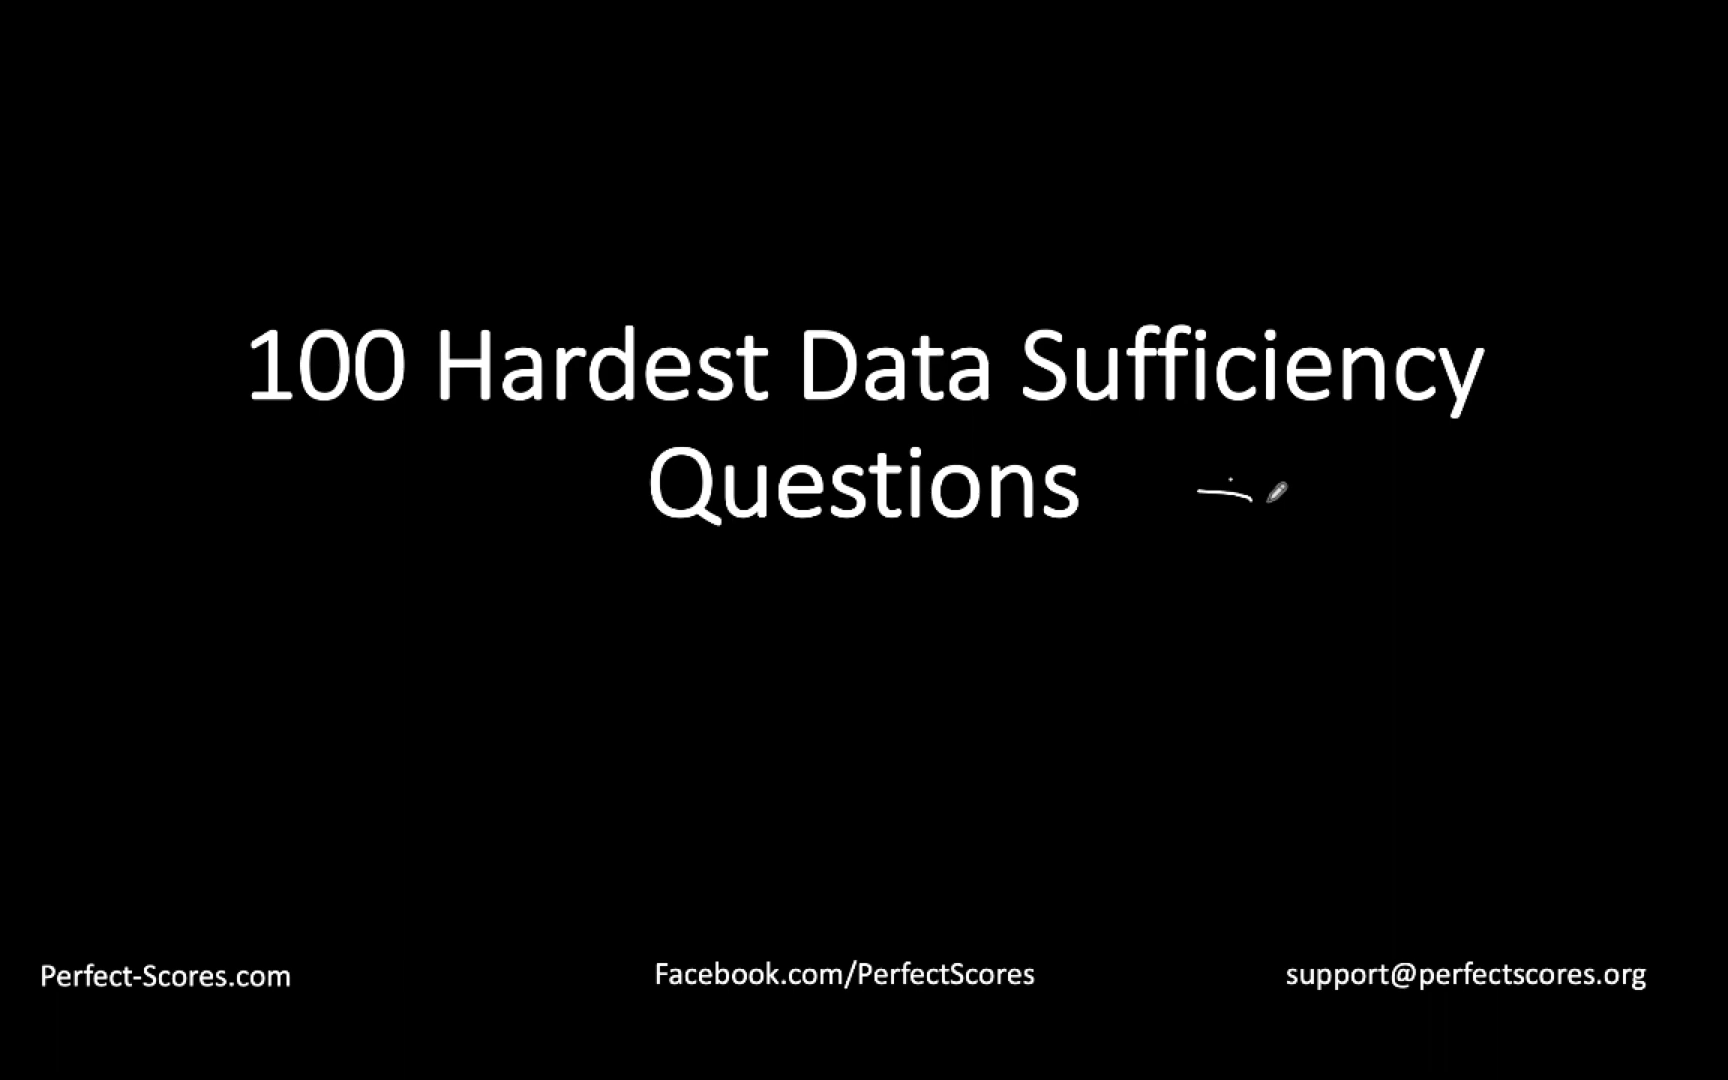 100 Hardest Data Sufficiency
Questions
Perfect-Scores.com
Facebook.com/PerfectScores
support@perfectscores.org